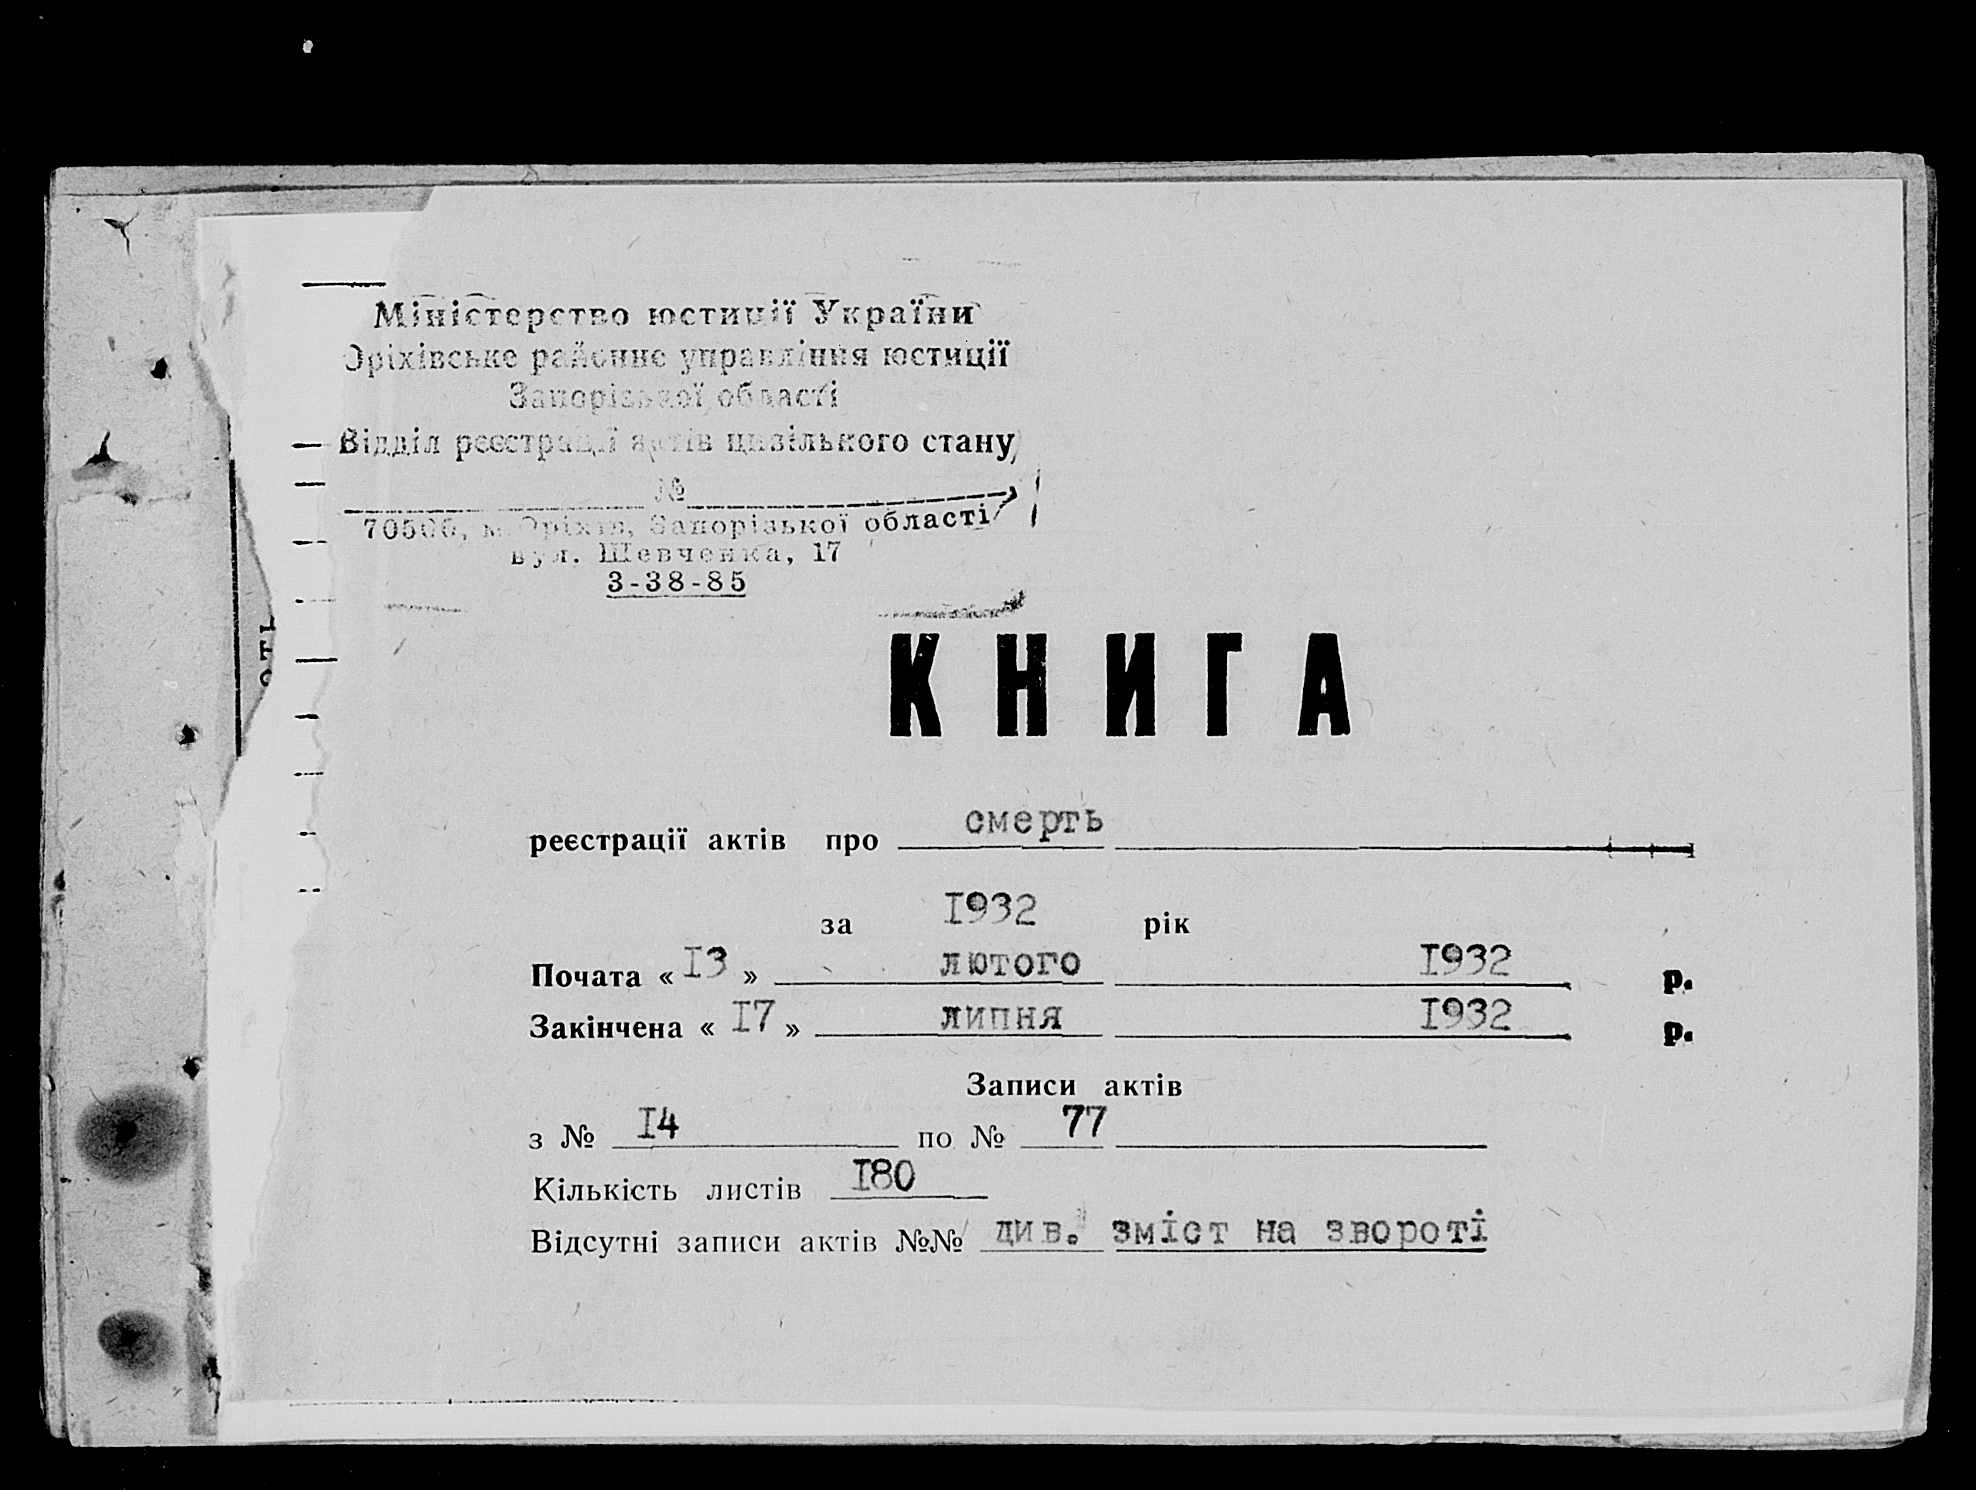 Міністерство юстиції України
Оріхівське районне управління юстиції
Запорізької області
Відділ реєстрації актів цивільного стану
№
70500, м. Оріхів, Запорізької області
вул. Шевченка, 17
3-38-85
КНИГА
реєстрації актів про смерть
за 1932 рік
Почата «13» лютого 1932 р.
Закінчена «17» липня 1932 р.
Записи актів
з № 14 по № 77
Кількість листів 180
Відсутні записи актів №№ див. зміст на звороті